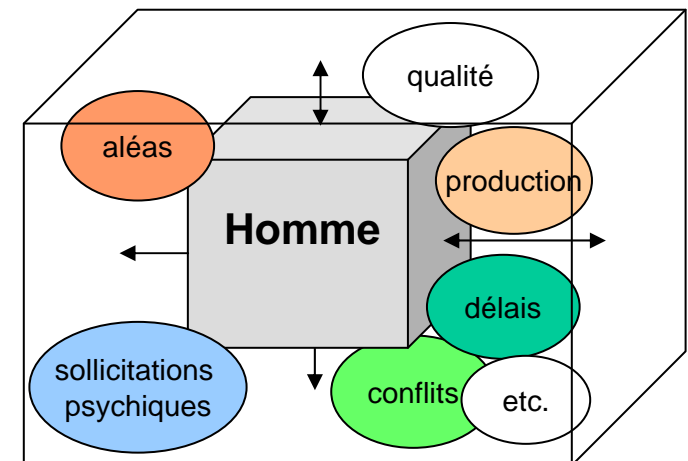 qualité
aléas
production
Homme
délais
sollicitations
psychiques
conflits
etc.